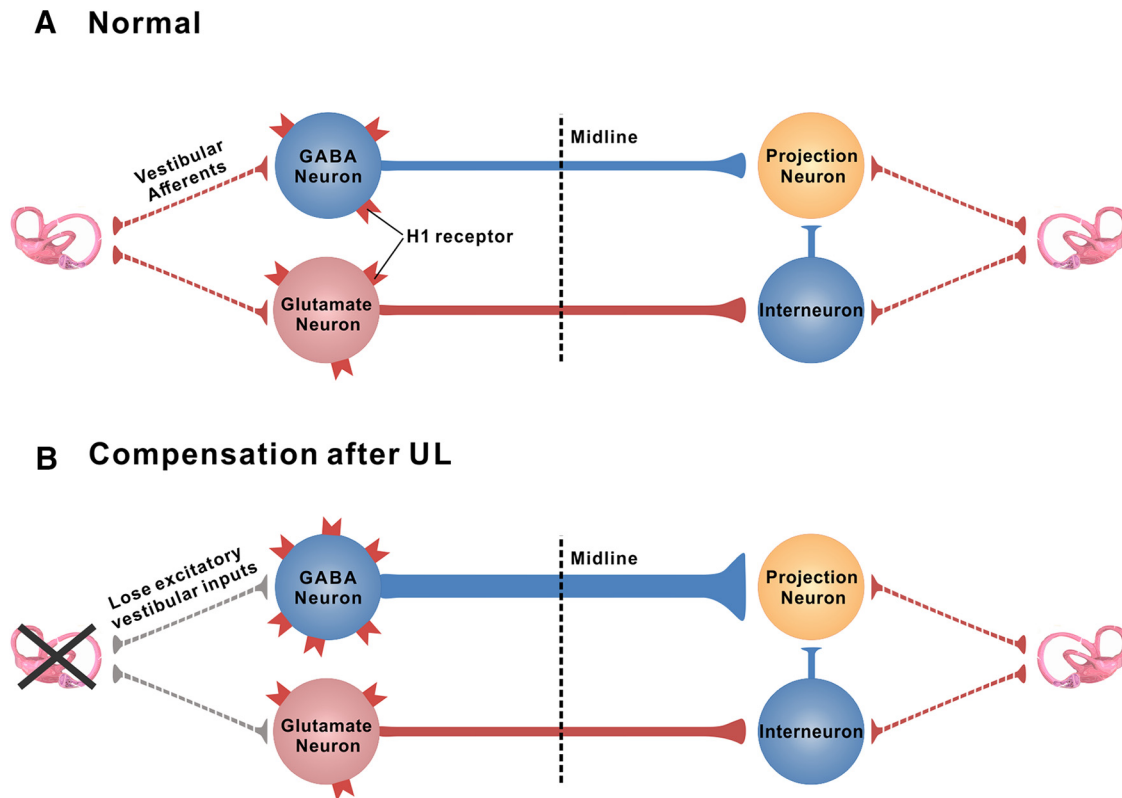 A Normal
Vestibular
Afferents
GABA
Neuron
Midline
Projection
Neuron
H1 receptor
Glutamate
Neuron
Interneuron
B Compensation after UL
Lose excitatory
vestibular inputs
GABA
Neuron
Midline
Projection
Neuron
Glutamate
Neuron
Interneuron